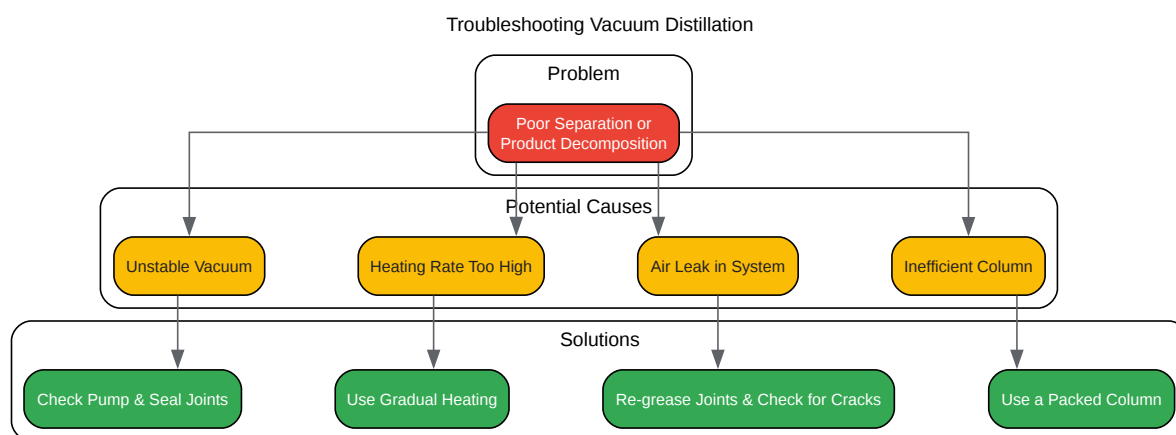 Troubleshooting Vacuum Distillation
Problem
Poor Separation or
Product Decomposition
Potential Causes
Unstable Vacuum
Heating Rate Too High
Air Leak in System
Inefficient Column
Solutions
Check Pump & Seal Joints
Use Gradual Heating
Re-grease Joints & Check for Cracks
Use a Packed Column